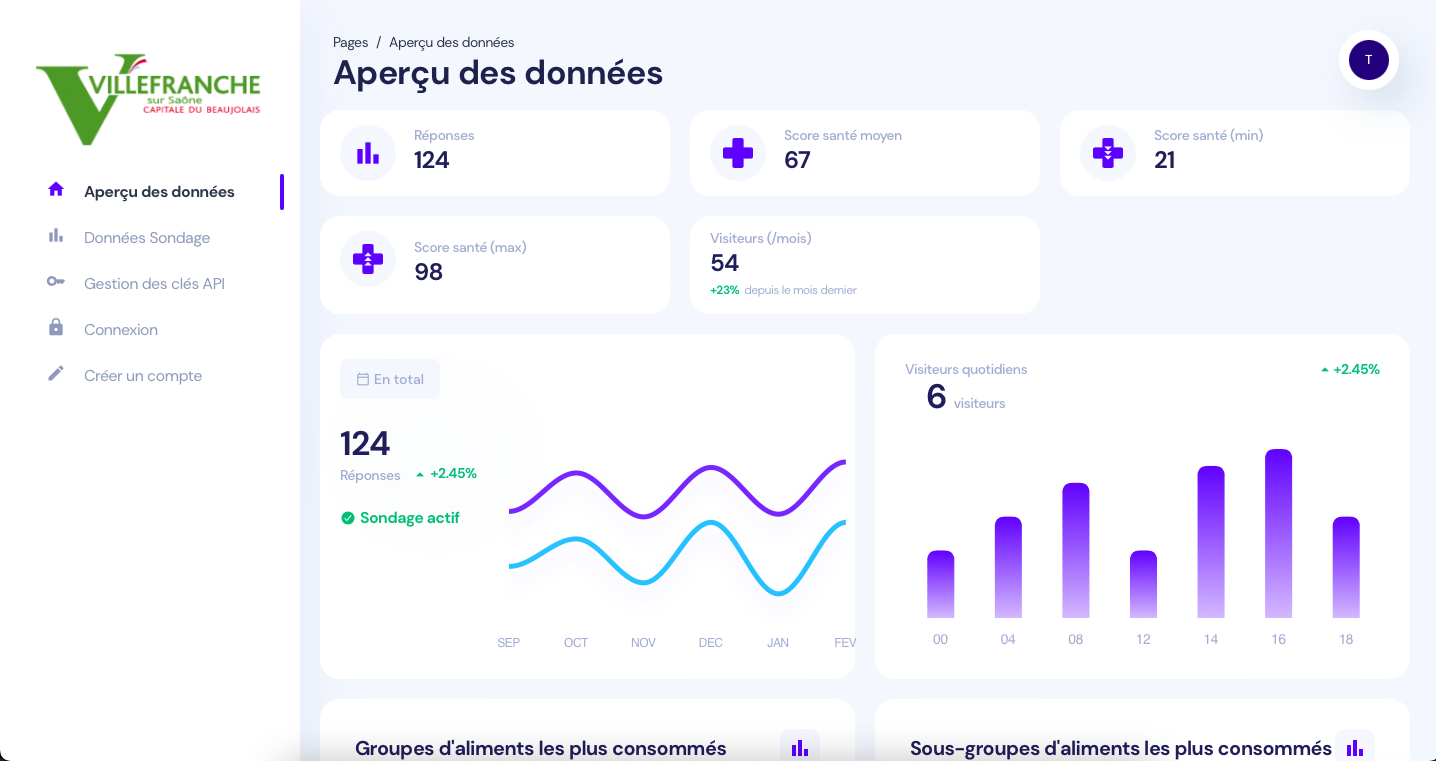 VILLEFRANCHE
sur Saône
CAPITALE DU BEAUJOLAIS
Aperçu des données
Données Sondage
Gestion des clés API
Connexion
Créer un compte
Pages / Aperçu des données
Aperçu des données
T
Réponses
124
Score santé moyen
67
Score santé (min)
21
Score santé (max)
98
Visiteurs (/mois)
54
+23% depuis le mois dernier
En total
124
Réponses +2.45%
Sondage actif
SEP OCT NOV DEC JAN FEV
Visiteurs quotidiens
+2.45%
6 visiteurs
00 04 08 12 14 16 18
Groupes d'aliments les plus consommés
Sous-groupes d'aliments les plus consommés